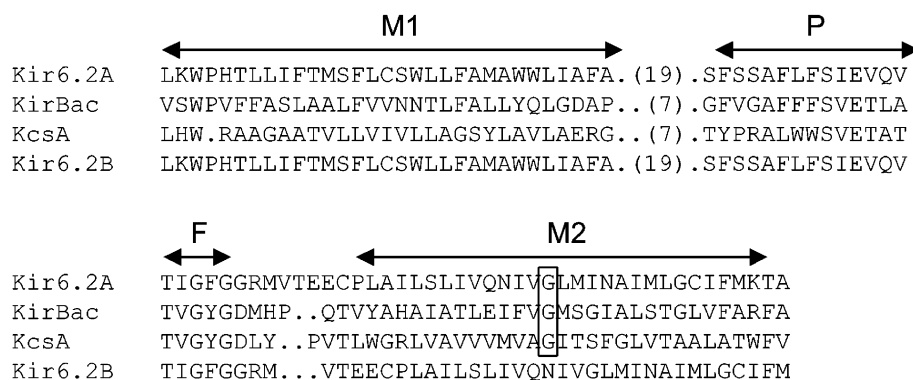 M1 P
Kir6.2A LKWPHTLLIFTMSFLCSWLLFAMAWWLIAFA.(19).SFSSAFLFSIEVQV
KirBac VSWPVFFASLAALFVVNNTLFALLYQLGDAP..(7).GFVGAFFFSVETLA
KcsA LHW.RAAGAATVLLVIVLLAGSYLAVLAERG..(7).TYPRALWWSVETAT
Kir6.2B LKWPHTLLIFTMSFLCSWLLFAMAWWLIAFA.(19).SFSSAFLFSIEVQV
F M2
Kir6.2A TIGFGGRMVTEECPLAILSLIVQNIVGLMINAIMLGCIFMKTA
KirBac TVGYGDMHP..QTVYAHAIATLEIFVGMSGIALSTGLVFARFA
KcsA TVGYGDLY..PVTLWGRLVAVVVMVAGITSFGLVTAALATWFV
Kir6.2B TIGFGGRM...VTEECPLAILSLIVQNIVGLMINAIMLGCIFM